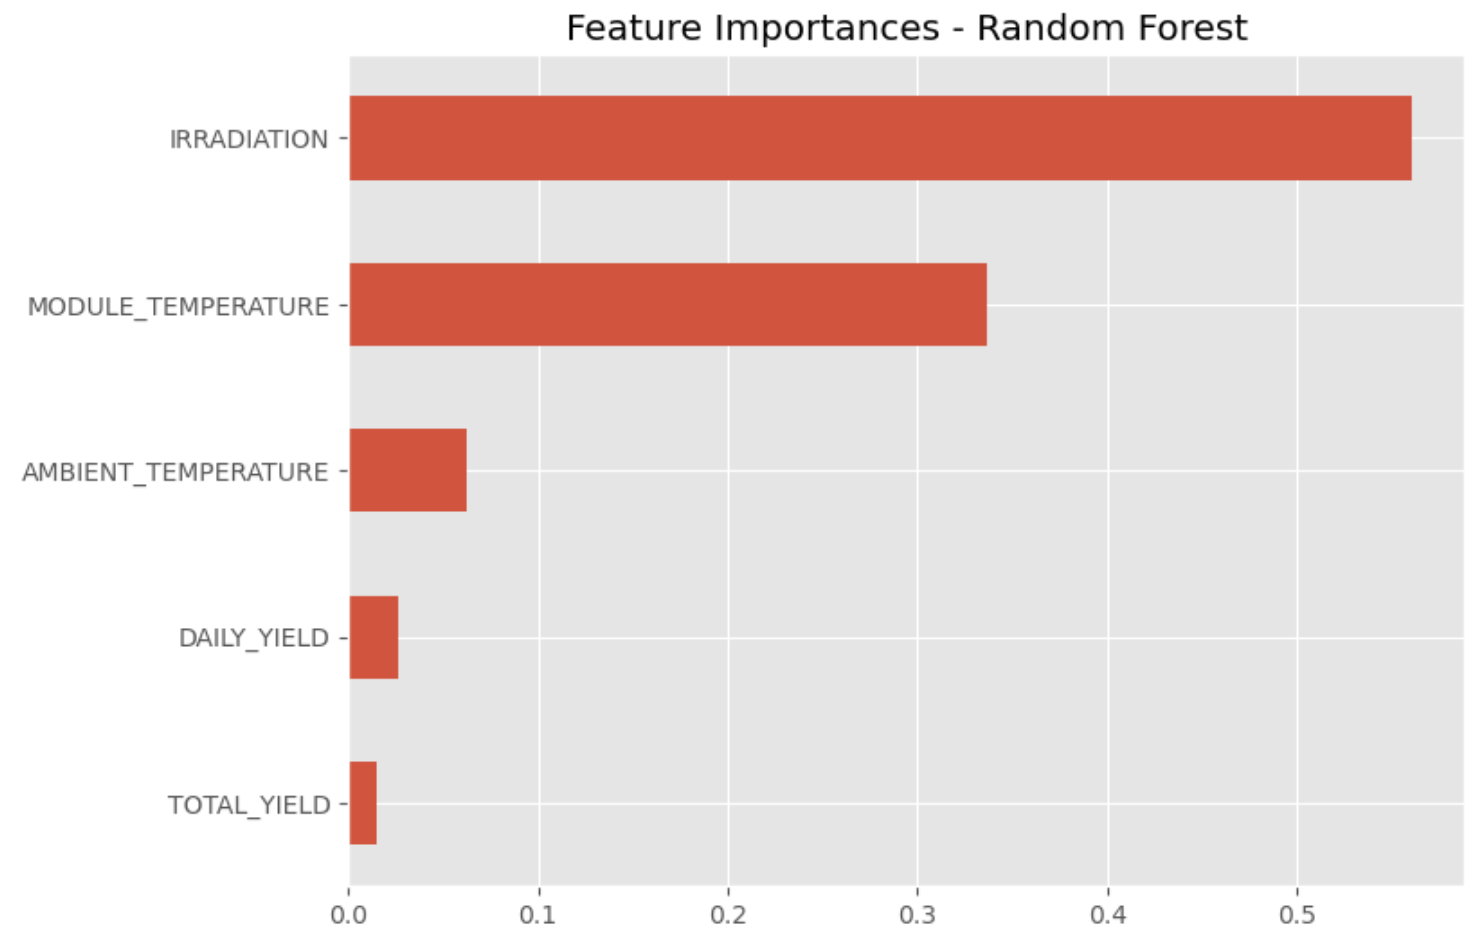 Feature Importances - Random Forest
IRRADIATION
MODULE_TEMPERATURE
AMBIENT_TEMPERATURE
DAILY_YIELD
TOTAL_YIELD
0.0 0.1 0.2 0.3 0.4 0.5